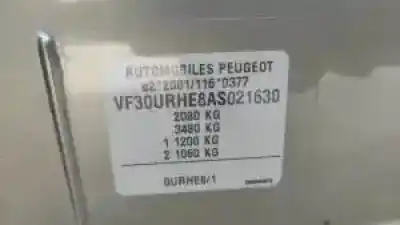 AUTOMOBILES PEUGEOT
e2*2001/116*0377
VF30URHE8AS021630
2080 KG
3480 KG
1 1200 KG
2 1060 KG
0URHE8/1